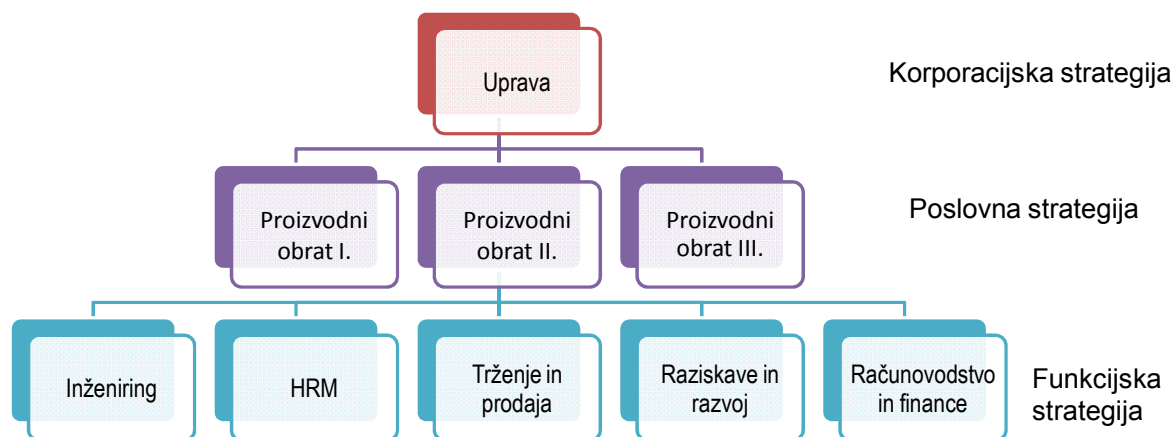 Uprava
Korporacijska strategija
Proizvodni
obrat I.
Proizvodni
obrat II.
Proizvodni
obrat III.
Poslovna strategija
Inženiring
HRM
Trženje in
prodaja
Raziskave in
razvoj
Računovodstvo
in finance
Funkcijska
strategija